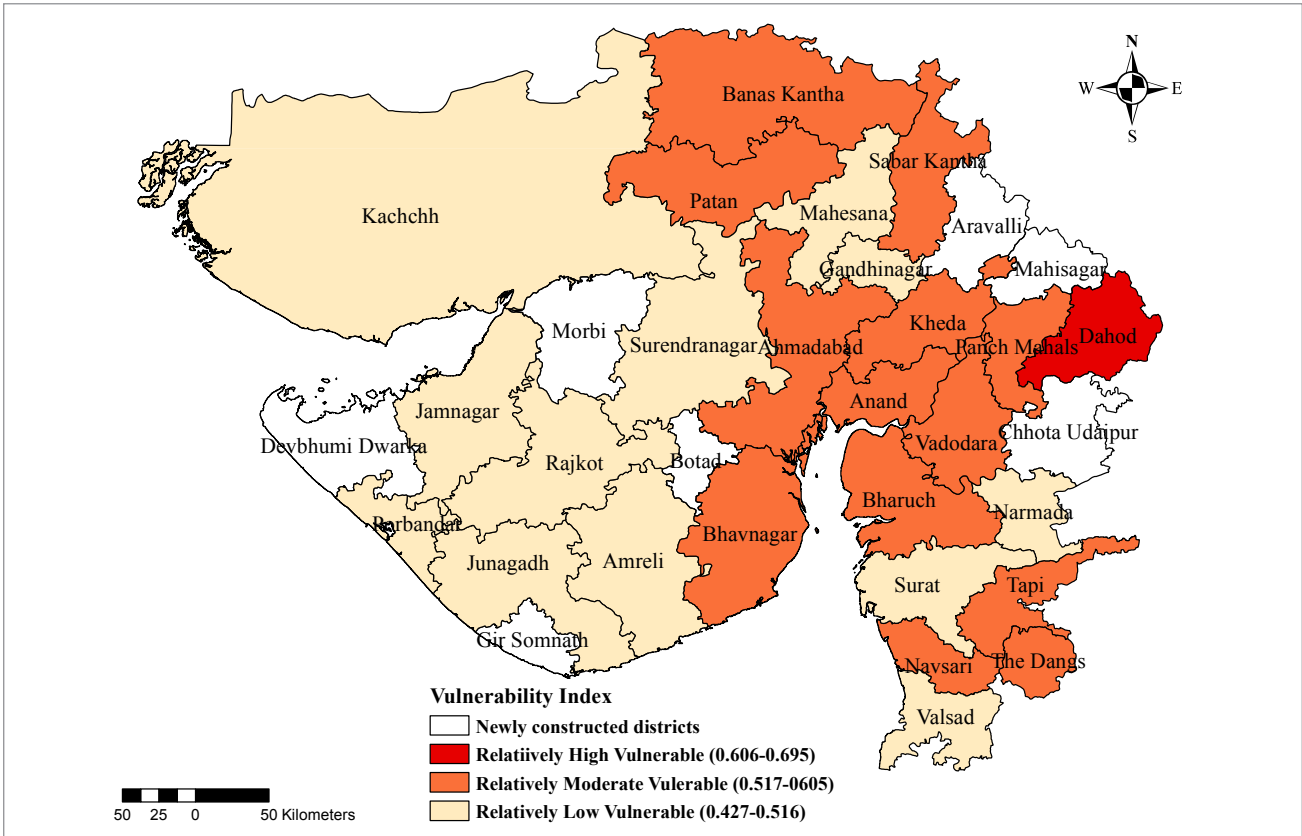 N
W E
S
Banas Kantha
Sabar Kantha
Patan
Mahesana
Kachchh
Aravalli
Gandhinagar
Mahisagar
Morbi
Kheda
Surendranagar
Ahmadabad
Panch Mahals
Dahod
Jamnagar
Anand
Devbhumi Dwarka
Rajkot
Botad
Vadodara
Chhota Udaipur
Bharuch
Narmada
Porbandar
Bhavnagar
Junagadh
Amreli
Surat
Tapi
Gir Somnath
Navsari
The Dangs
Valsad
Vulnerability Index
Newly constructed districts
Relatiively High Vulnerable (0.606-0.695)
Relatively Moderate Vulerable (0.517-0605)
Relatively Low Vulnerable (0.427-0.516)
50 25 0 50 Kilometers